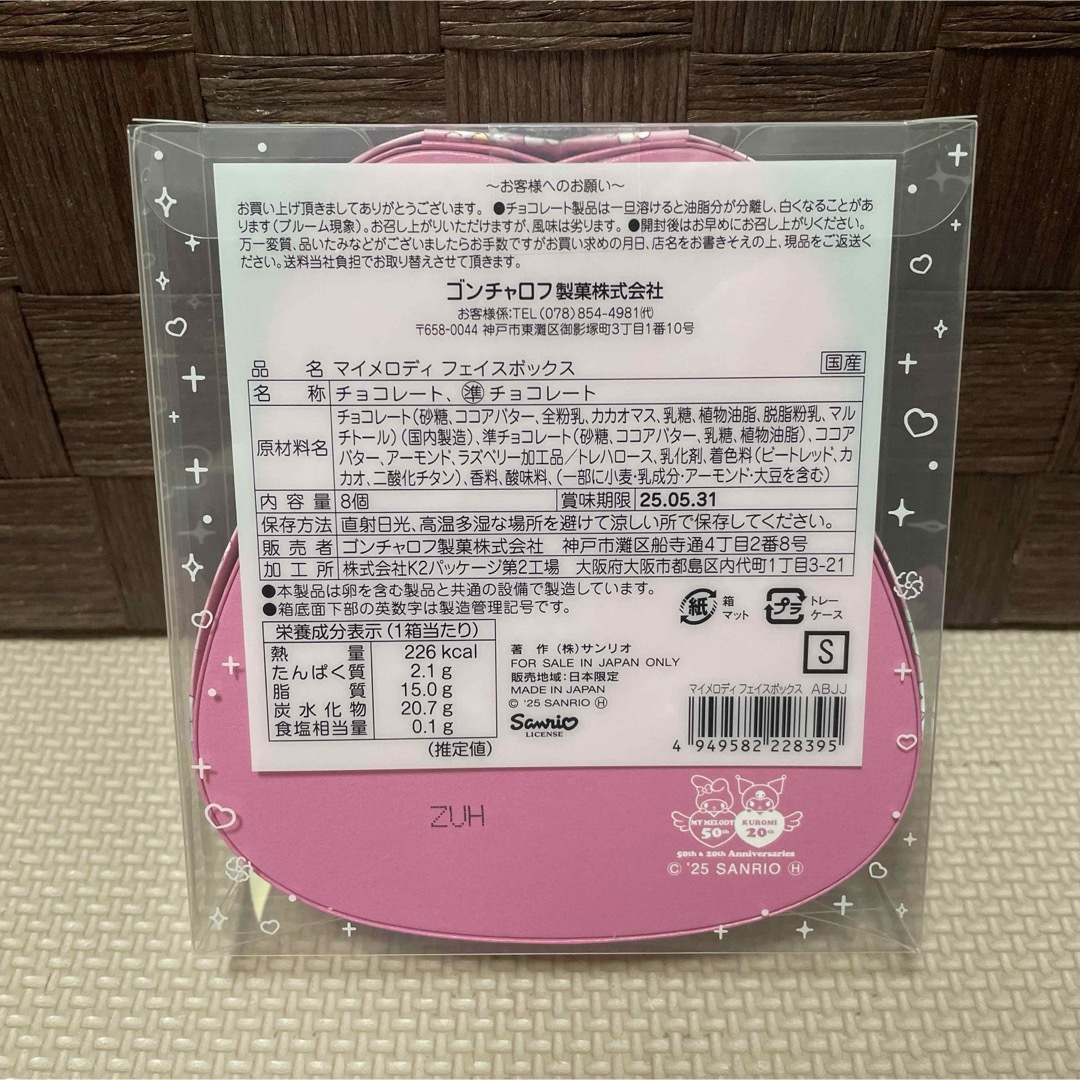 ～お客様へのお願い～
お買い上げ頂きましてありがとうございます。●チョコレート製品は一旦溶けると油脂分が分離し、白くなることがあ
ります(ブルーム現象)。お召し上がりいただけますが、風味は劣ります。●開封後はお早めにお召し上がりください。
万一変質、品いたみなどがございましたらお手数ですがお買い求めの月日、店名をお書きそえの上、現品をご返送く
ださい。送料当社負担でお取り替えさせて頂きます。
ゴンチャロフ製菓株式会社
お客様係:TEL(078)854-4981(代)
〒658-0044 神戸市東灘区御影塚町3丁目1番10号
品名 マイメロディ フェイスボックス 国産
名称 チョコレート、㊜チョコレート
原材料名 チョコレート(砂糖、ココアバター、全粉乳、カカオマス、乳糖、植物油脂、脱脂粉乳、マル
チトール)(国内製造)、準チョコレート(砂糖、ココアバター、乳糖、植物油脂)、ココア
バター、アーモンド、ラズベリー加工品/トレハロース、乳化剤、着色料(ビートレッド、カ
カオ、二酸化チタン)、香料、酸味料、(一部に小麦・乳成分・アーモンド・大豆を含む)
内容量 8個 賞味期限 25.05.31
保存方法 直射日光、高温多湿な場所を避けて涼しい所で保存してください。
販売者 ゴンチャロフ製菓株式会社 神戸市灘区船寺通4丁目2番8号
加工所 株式会社K2パッケージ第2工場 大阪府大阪市都島区内代町1丁目3-21
●本製品は卵を含む製品と共通の設備で製造しています。
●箱底面下部の英数字は製造管理記号です。
紙 箱 マット プラ トレー ケース
栄養成分表示(1箱当たり)
熱量 226 kcal
たんぱく質 2.1 g
脂質 15.0 g
炭水化物 20.7 g
食塩相当量 0.1 g
(推定値)
著作 (株)サンリオ
FOR SALE IN JAPAN ONLY
販売地域:日本限定
MADE IN JAPAN
© '25 SANRIO Ⓗ
Sanrio
LICENSE
S
マイメロディ フェイスボックス ABJJ
4 949582 228395
ZUH
MY MELODY 50th KUROMI 20th
50th & 20th Anniversaries
© '25 SANRIO Ⓗ